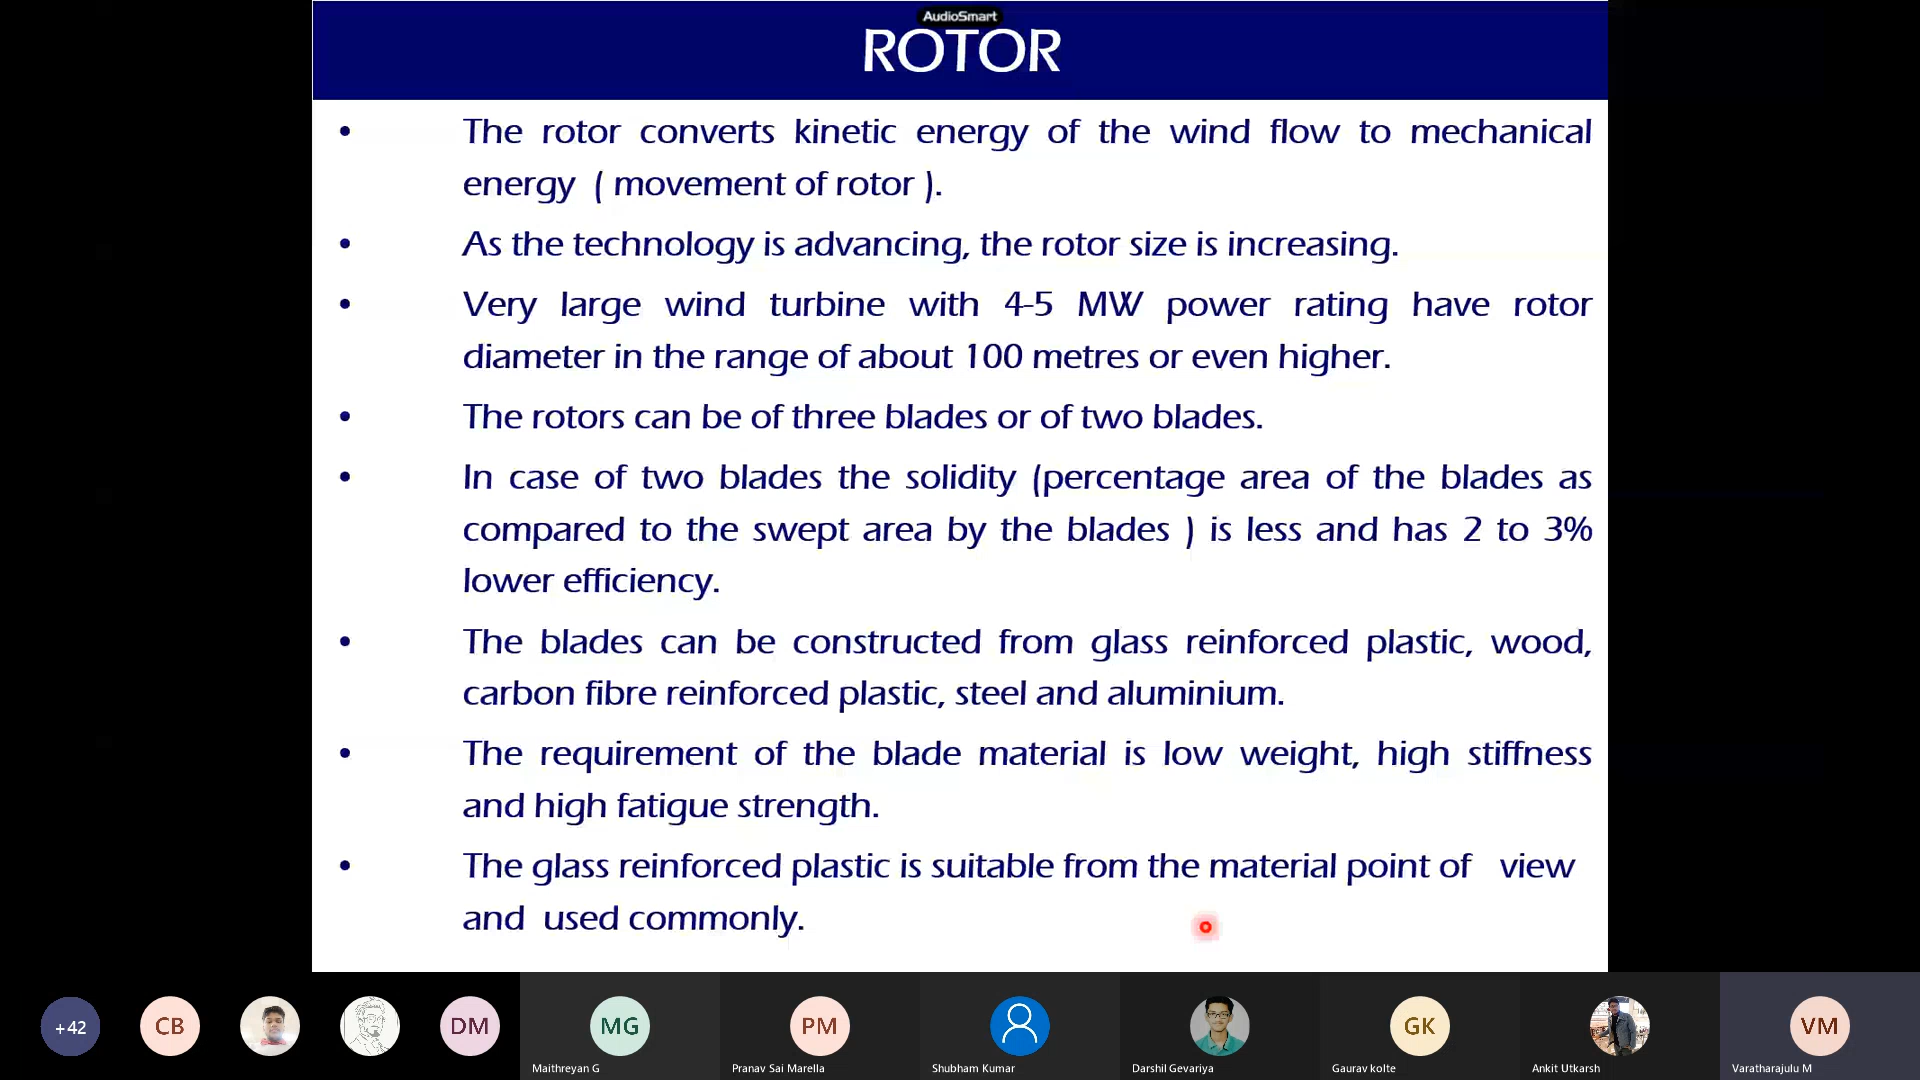 AudioSmart
ROTOR
• The rotor converts kinetic energy of the wind flow to mechanical
energy ( movement of rotor ).
• As the technology is advancing, the rotor size is increasing.
• Very large wind turbine with 4-5 MW power rating have rotor
diameter in the range of about 100 metres or even higher.
• The rotors can be of three blades or of two blades.
• In case of two blades the solidity (percentage area of the blades as
compared to the swept area by the blades ) is less and has 2 to 3%
lower efficiency.
• The blades can be constructed from glass reinforced plastic, wood,
carbon fibre reinforced plastic, steel and aluminium.
• The requirement of the blade material is low weight, high stiffness
and high fatigue strength.
• The glass reinforced plastic is suitable from the material point of view
and used commonly.
+42 CB DM MG PM GK VM
Maithreyan G Pranav Sai Marella Shubham Kumar Darshil Gevariya Gaurav kolte Ankit Utkarsh Varatharajulu M